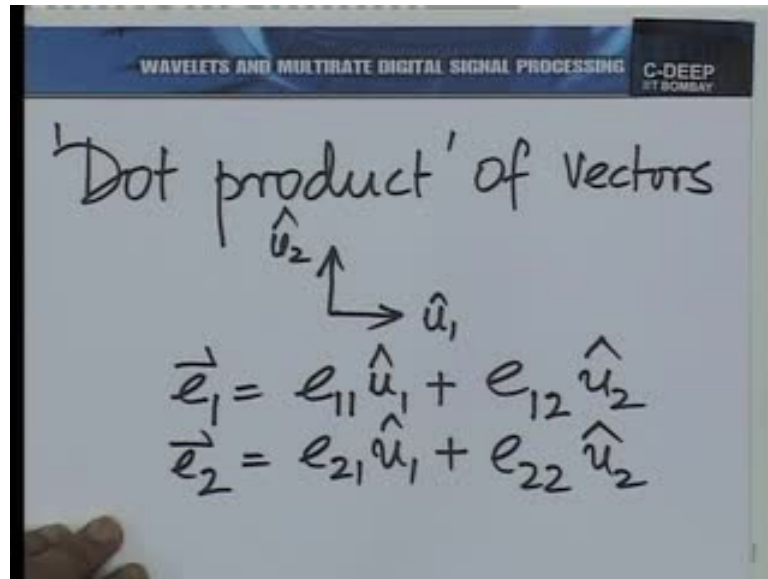 WAVELETS AND MULTIRATE DIGITAL SIGNAL PROCESSING
C-DEEP
IIT BOMBAY
'Dot product' of vectors
û₂
û₁
e⃗₁ = e₁₁ û₁ + e₁₂ û₂
e⃗₂ = e₂₁ û₁ + e₂₂ û₂